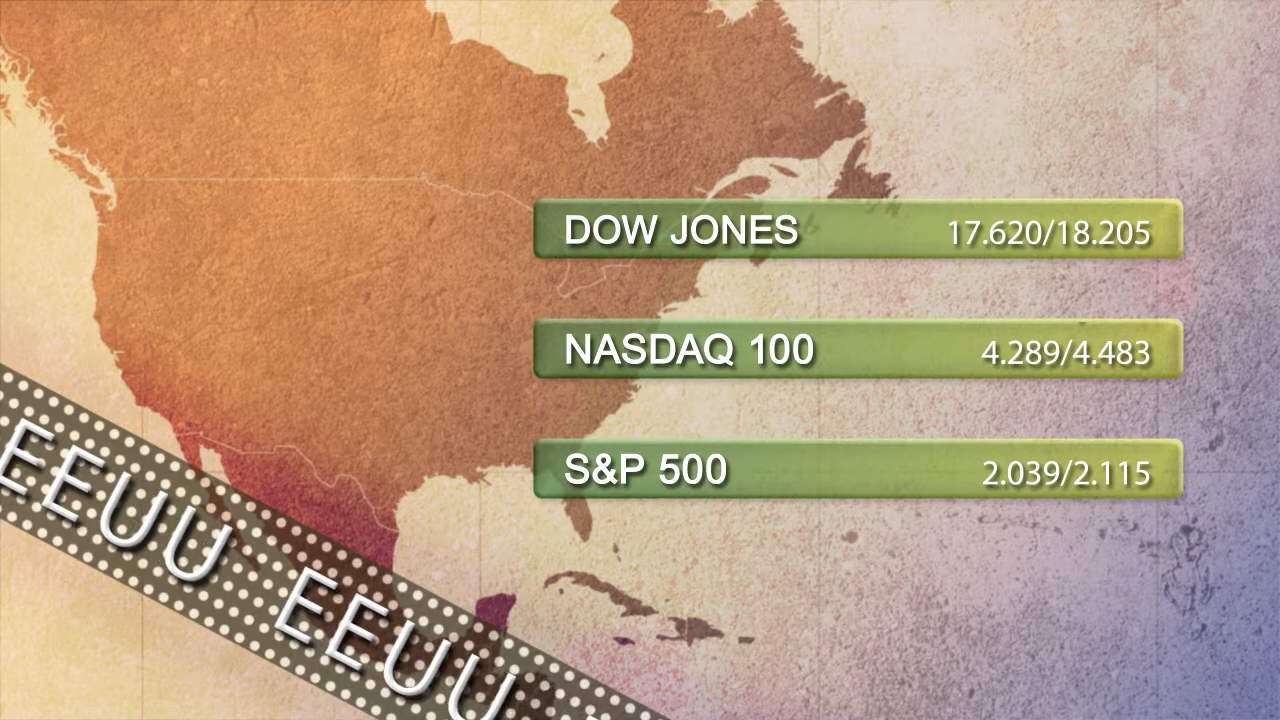 DOW JONES 17.620/18.205
NASDAQ 100 4.289/4.483
S&P 500 2.039/2.115
EEUU EEUU